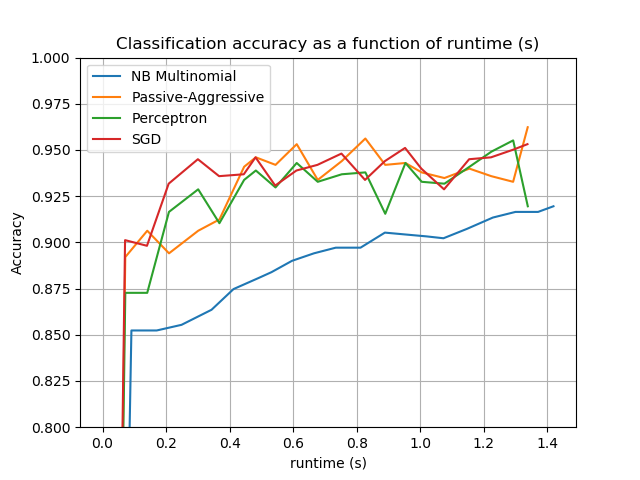 Classification accuracy as a function of runtime (s)
NB Multinomial
Passive-Aggressive
Perceptron
SGD
Accuracy
1.000
0.975
0.950
0.925
0.900
0.875
0.850
0.825
0.800
0.0 0.2 0.4 0.6 0.8 1.0 1.2 1.4
runtime (s)